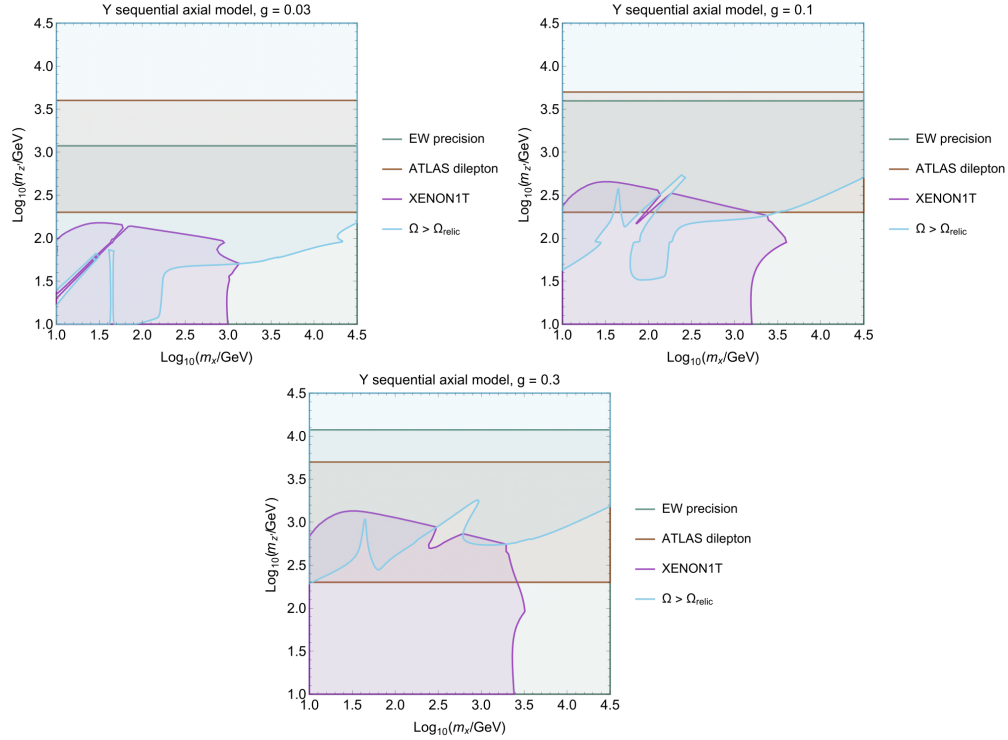 Y sequential axial model, g = 0.03
Log₁₀(m_z'/GeV)
4.5
4.0
3.5
3.0
2.5
2.0
1.5
1.0
1.0 1.5 2.0 2.5 3.0 3.5 4.0 4.5
Log₁₀(mₓ/GeV)
EW precision
ATLAS dilepton
XENON1T
Ω > Ω_relic
Y sequential axial model, g = 0.1
Log₁₀(m_z'/GeV)
4.5
4.0
3.5
3.0
2.5
2.0
1.5
1.0
1.0 1.5 2.0 2.5 3.0 3.5 4.0 4.5
Log₁₀(mₓ/GeV)
EW precision
ATLAS dilepton
XENON1T
Ω > Ω_relic
Y sequential axial model, g = 0.3
Log₁₀(m_z'/GeV)
4.5
4.0
3.5
3.0
2.5
2.0
1.5
1.0
1.0 1.5 2.0 2.5 3.0 3.5 4.0 4.5
Log₁₀(mₓ/GeV)
EW precision
ATLAS dilepton
XENON1T
Ω > Ω_relic